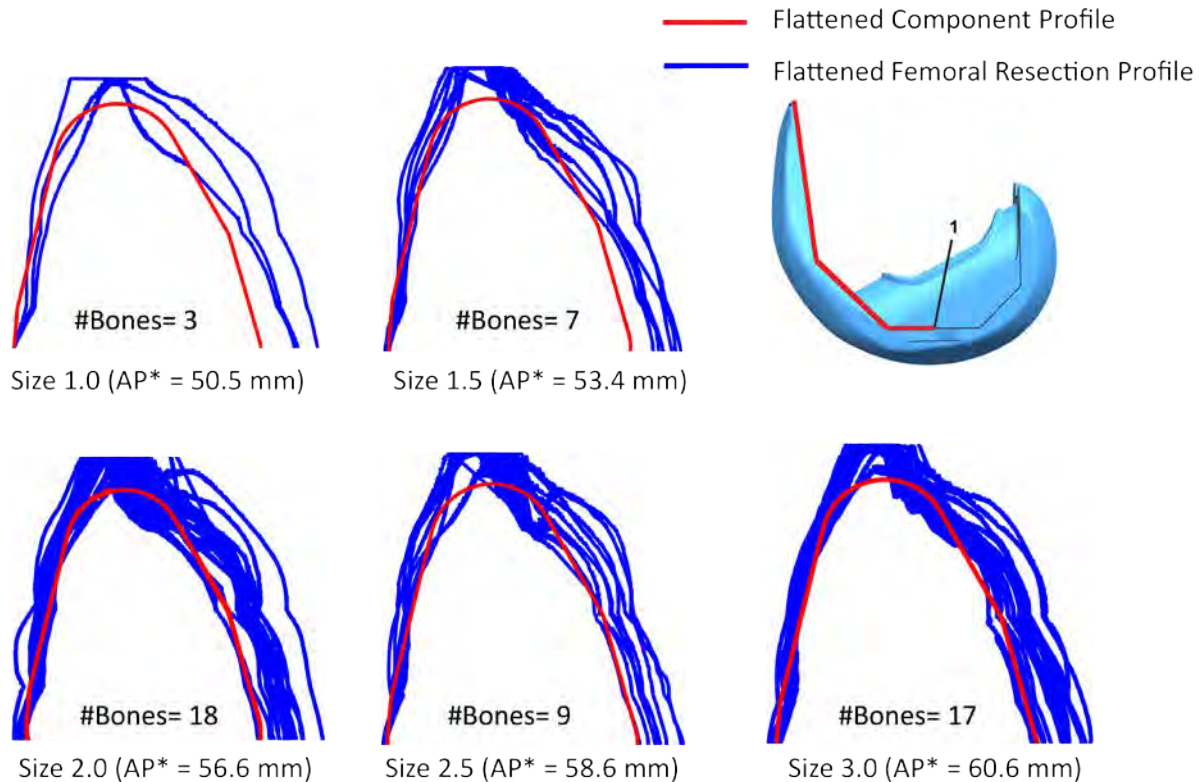 Flattened Component Profile
Flattened Femoral Resection Profile
#Bones= 3
Size 1.0 (AP* = 50.5 mm)
#Bones= 7
Size 1.5 (AP* = 53.4 mm)
1
#Bones= 18
Size 2.0 (AP* = 56.6 mm)
#Bones= 9
Size 2.5 (AP* = 58.6 mm)
#Bones= 17
Size 3.0 (AP* = 60.6 mm)